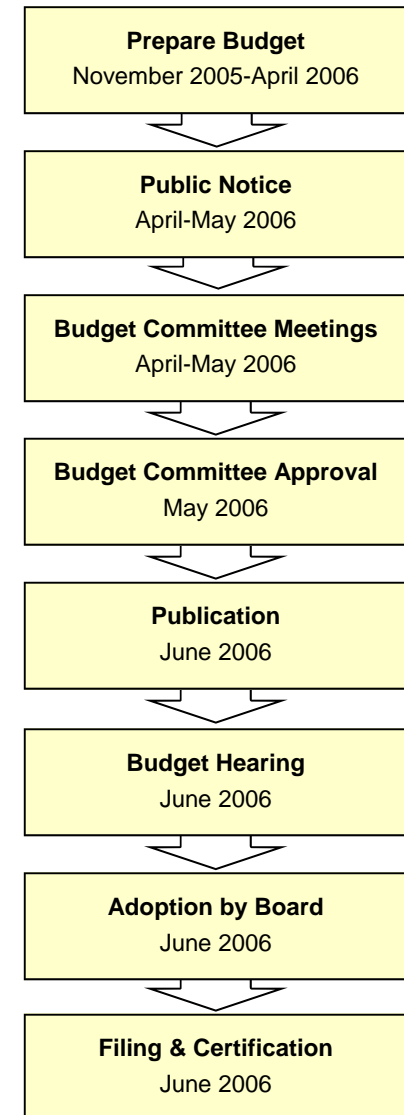 Prepare Budget
November 2005-April 2006
Public Notice
April-May 2006
Budget Committee Meetings
April-May 2006
Budget Committee Approval
May 2006
Publication
June 2006
Budget Hearing
June 2006
Adoption by Board
June 2006
Filing & Certification
June 2006